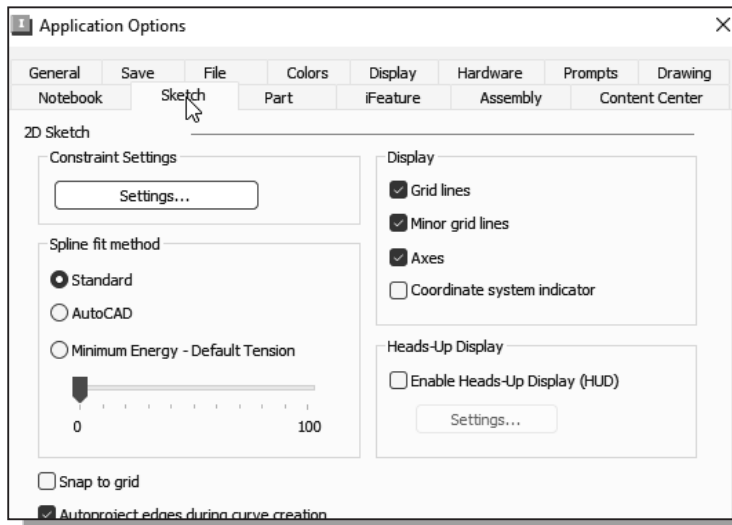 Application Options
General Save File Colors Display Hardware Prompts Drawing
Notebook Sketch Part iFeature Assembly Content Center
2D Sketch
Constraint Settings
Settings...
Spline fit method
Standard
AutoCAD
Minimum Energy - Default Tension
0 100
Snap to grid
Autoproject edges during curve creation
Display
Grid lines
Minor grid lines
Axes
Coordinate system indicator
Heads-Up Display
Enable Heads-Up Display (HUD)
Settings...